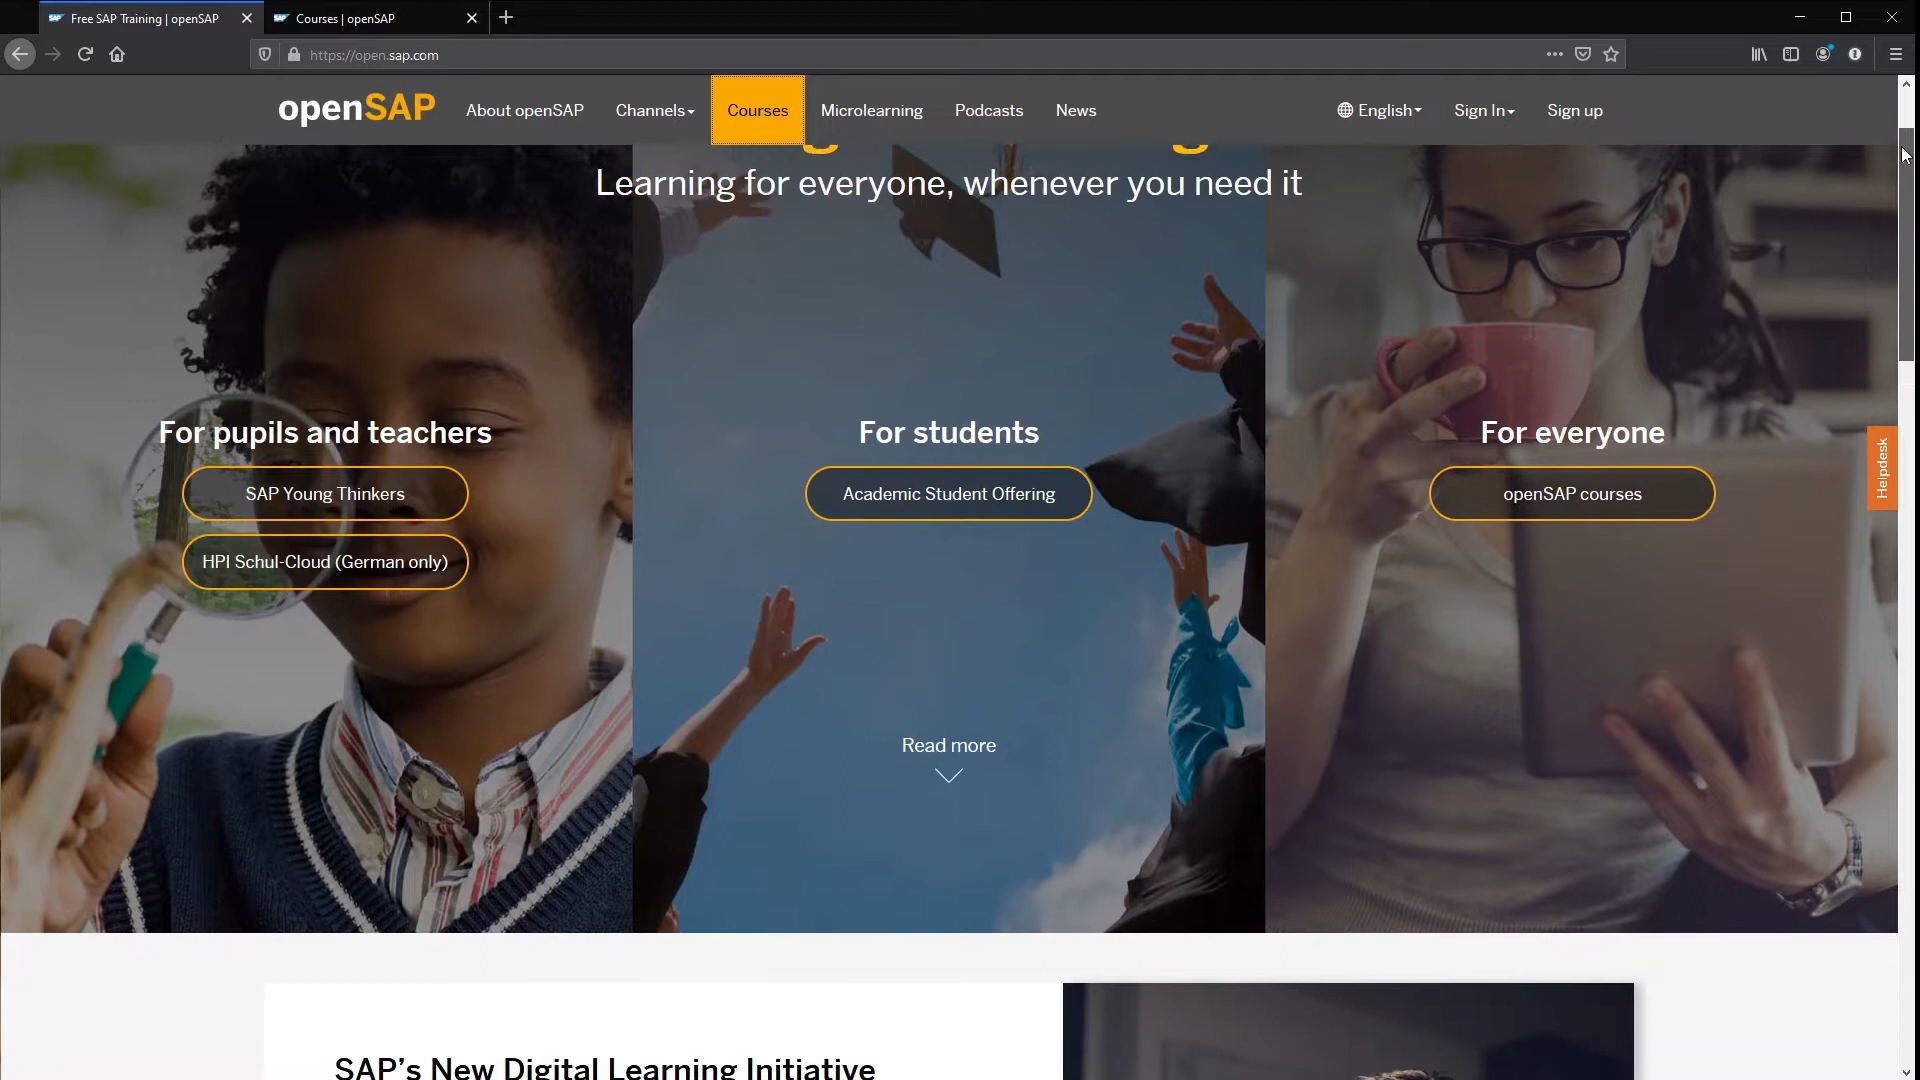 Free SAP Training | openSAP
Courses | openSAP
https://open.sap.com
openSAP
About openSAP
Channels
Courses
Microlearning
Podcasts
News
English
Sign In
Sign up
Learning for everyone, whenever you need it
For pupils and teachers
For students
For everyone
SAP Young Thinkers
Academic Student Offering
openSAP courses
HPI Schul-Cloud (German only)
Helpdesk
Read more
SAP’s New Digital Learning Initiative